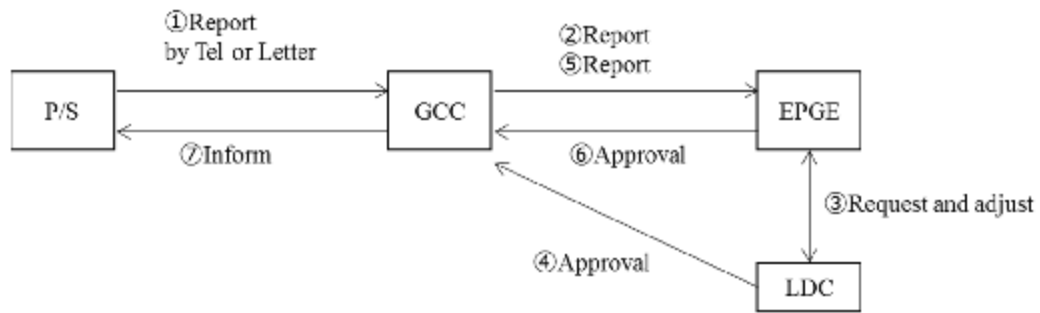 ①Report
by Tel or Letter
②Report
⑤Report
P/S
GCC
EPGE
⑦Inform
⑥Approval
③Request and adjust
④Approval
LDC